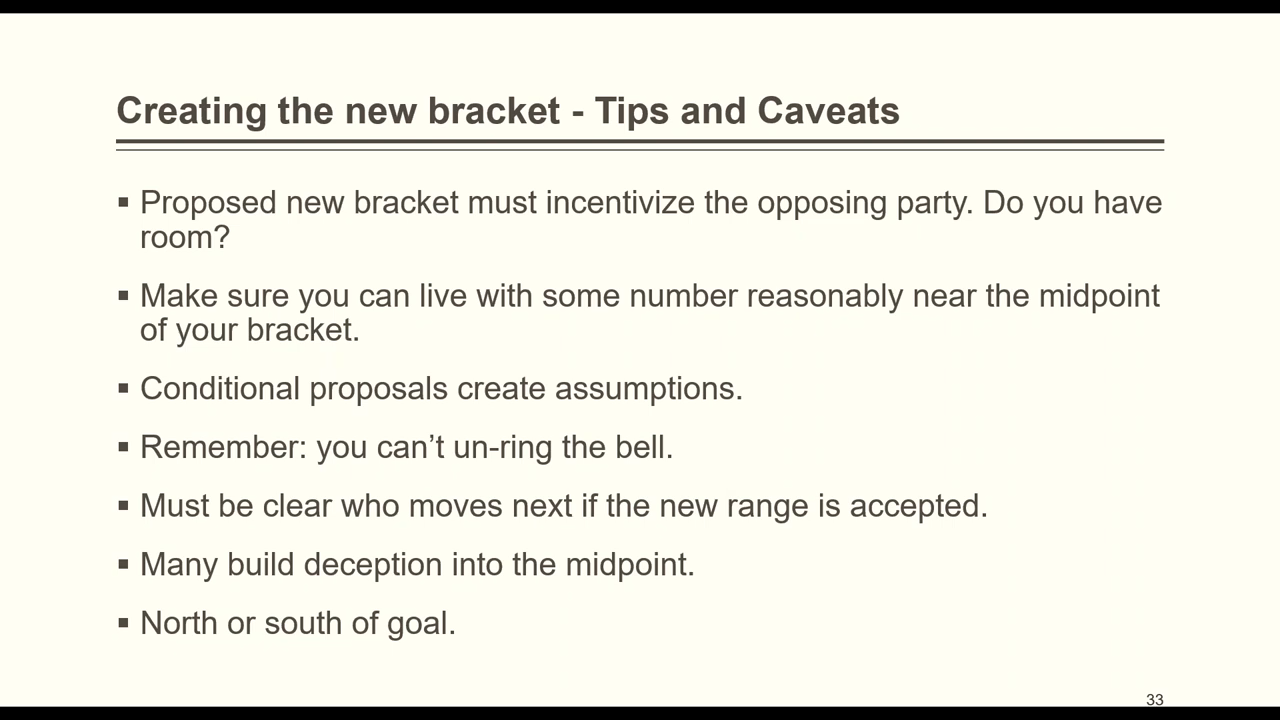 Creating the new bracket - Tips and Caveats
▪ Proposed new bracket must incentivize the opposing party. Do you have
room?
▪ Make sure you can live with some number reasonably near the midpoint
of your bracket.
▪ Conditional proposals create assumptions.
▪ Remember: you can’t un-ring the bell.
▪ Must be clear who moves next if the new range is accepted.
▪ Many build deception into the midpoint.
▪ North or south of goal.
33